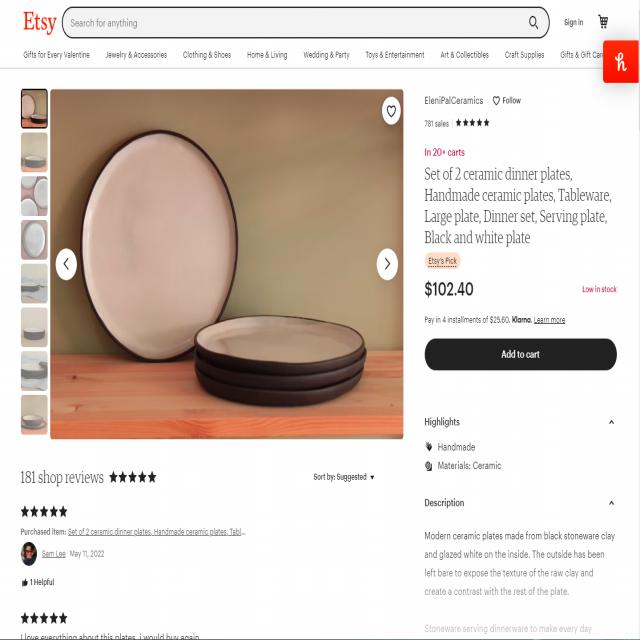 Etsy
Search for anything
Sign in
Gifts for Every Valentine
Jewelry & Accessories
Clothing & Shoes
Home & Living
Wedding & Party
Toys & Entertainment
Art & Collectibles
Craft Supplies
Gifts & Gift Car
h
EleniPalCeramics
Follow
781 sales
In 20+ carts
Set of 2 ceramic dinner plates,
Handmade ceramic plates, Tableware,
Large plate, Dinner set, Serving plate,
Black and white plate
Etsy's Pick
$102.40
Low in stock
Pay in 4 installments of $25.60. Klarna. Learn more
Add to cart
Highlights
Handmade
Materials: Ceramic
Description
Modern ceramic plates made from black stoneware clay
and glazed white on the inside. The outside has been
left bare to expose the texture of the raw clay and
create a contrast with the rest of the plate.
Stoneware serving dinnerware to make every day
181 shop reviews
Sort by: Suggested
Purchased item: Set of 2 ceramic dinner plates, Handmade ceramic plates, Tabl...
Sam Lee May 11, 2022
1 Helpful
I love everything about this plates, i would buy again